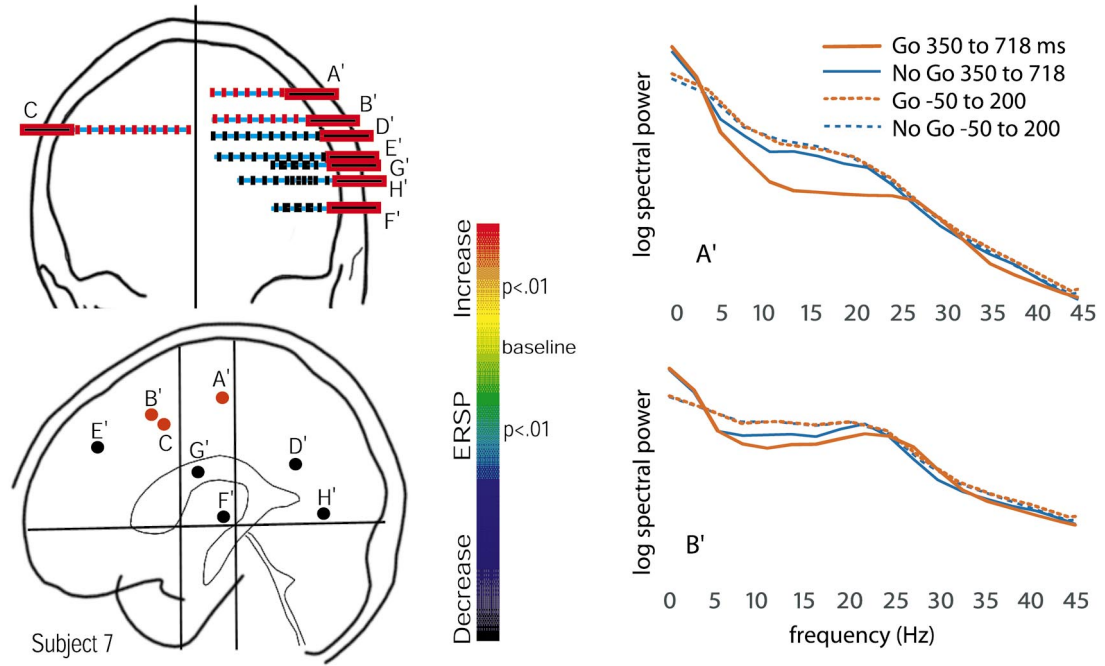 A'
C
B'
D'
E'
G'
H'
F'
A'
B'
C
E'
G'
D'
F'
H'
Subject 7
Increase
p<.01
baseline
ERSP
p<.01
Decrease
Go 350 to 718 ms
No Go 350 to 718
Go -50 to 200
No Go -50 to 200
log spectral power
A'
0 5 10 15 20 25 30 35 40 45
log spectral power
B'
0 5 10 15 20 25 30 35 40 45
frequency (Hz)